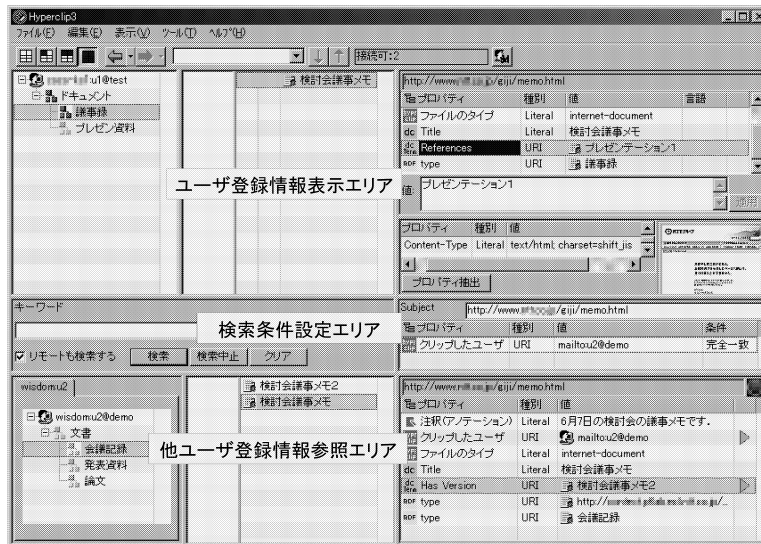 Hyperclip3
ファイル(F) 編集(E) 表示(V) ツール(T) ヘルプ(H)
接続可:2
:u1@test
ドキュメント
議事録
プレゼン資料
検討会議事メモ
http://www /giji/memo.html
プロパティ 種別 値 言語
ファイルのタイプ Literal internet-document
dc Title Literal 検討会議事メモ
dc References URI プレゼンテーション1
RDF type URI 議事録
値: プレゼンテーション1
適用
ユーザ登録情報表示エリア
プロパティ 種別 値
Content-Type Literal text/html; charset=shift_jis
プロパティ抽出
キーワード
リモートも検索する 検索 検索中止 クリア
検索条件設定エリア
Subject http://www /giji/memo.html
プロパティ 種別 値 条件
クリップしたユーザ URI mailto:u2@demo 完全一致
wisdom:u2
wisdom:u2@demo
文書
会議記録
発表資料
論文
検討会議事メモ2
検討会議事メモ
他ユーザ登録情報参照エリア
http://www /giji/memo.html
プロパティ 種別 値
注釈(アノテーション) Literal 6月7日の検討会の議事メモです.
クリップしたユーザ URI mailto:u2@demo
ファイルのタイプ Literal internet-document
dc Title Literal 検討会議事メモ
dc Has Version URI 検討会議事メモ2
RDF type URI http://
RDF type URI 会議記録